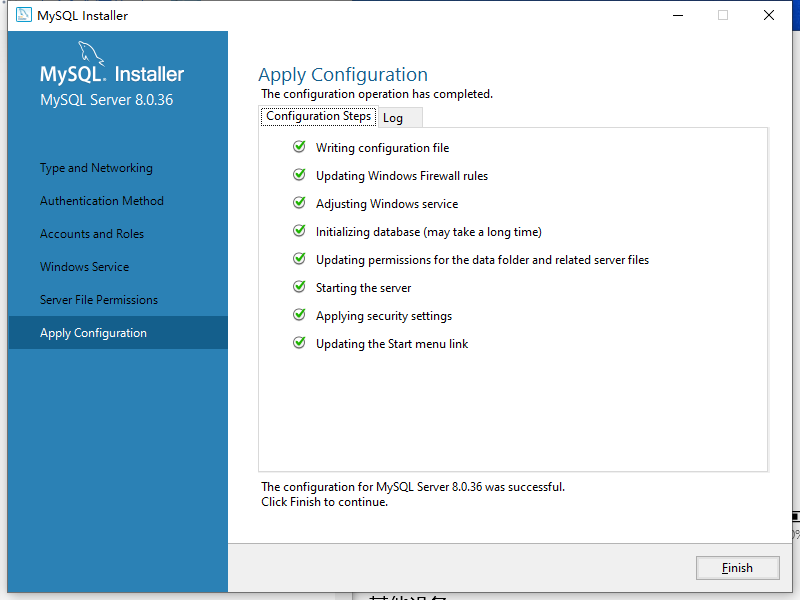 MySQL Installer
MySQL. Installer
MySQL Server 8.0.36
Type and Networking
Authentication Method
Accounts and Roles
Windows Service
Server File Permissions
Apply Configuration
Apply Configuration
The configuration operation has completed.
Configuration Steps Log
Writing configuration file
Updating Windows Firewall rules
Adjusting Windows service
Initializing database (may take a long time)
Updating permissions for the data folder and related server files
Starting the server
Applying security settings
Updating the Start menu link
The configuration for MySQL Server 8.0.36 was successful.
Click Finish to continue.
Finish